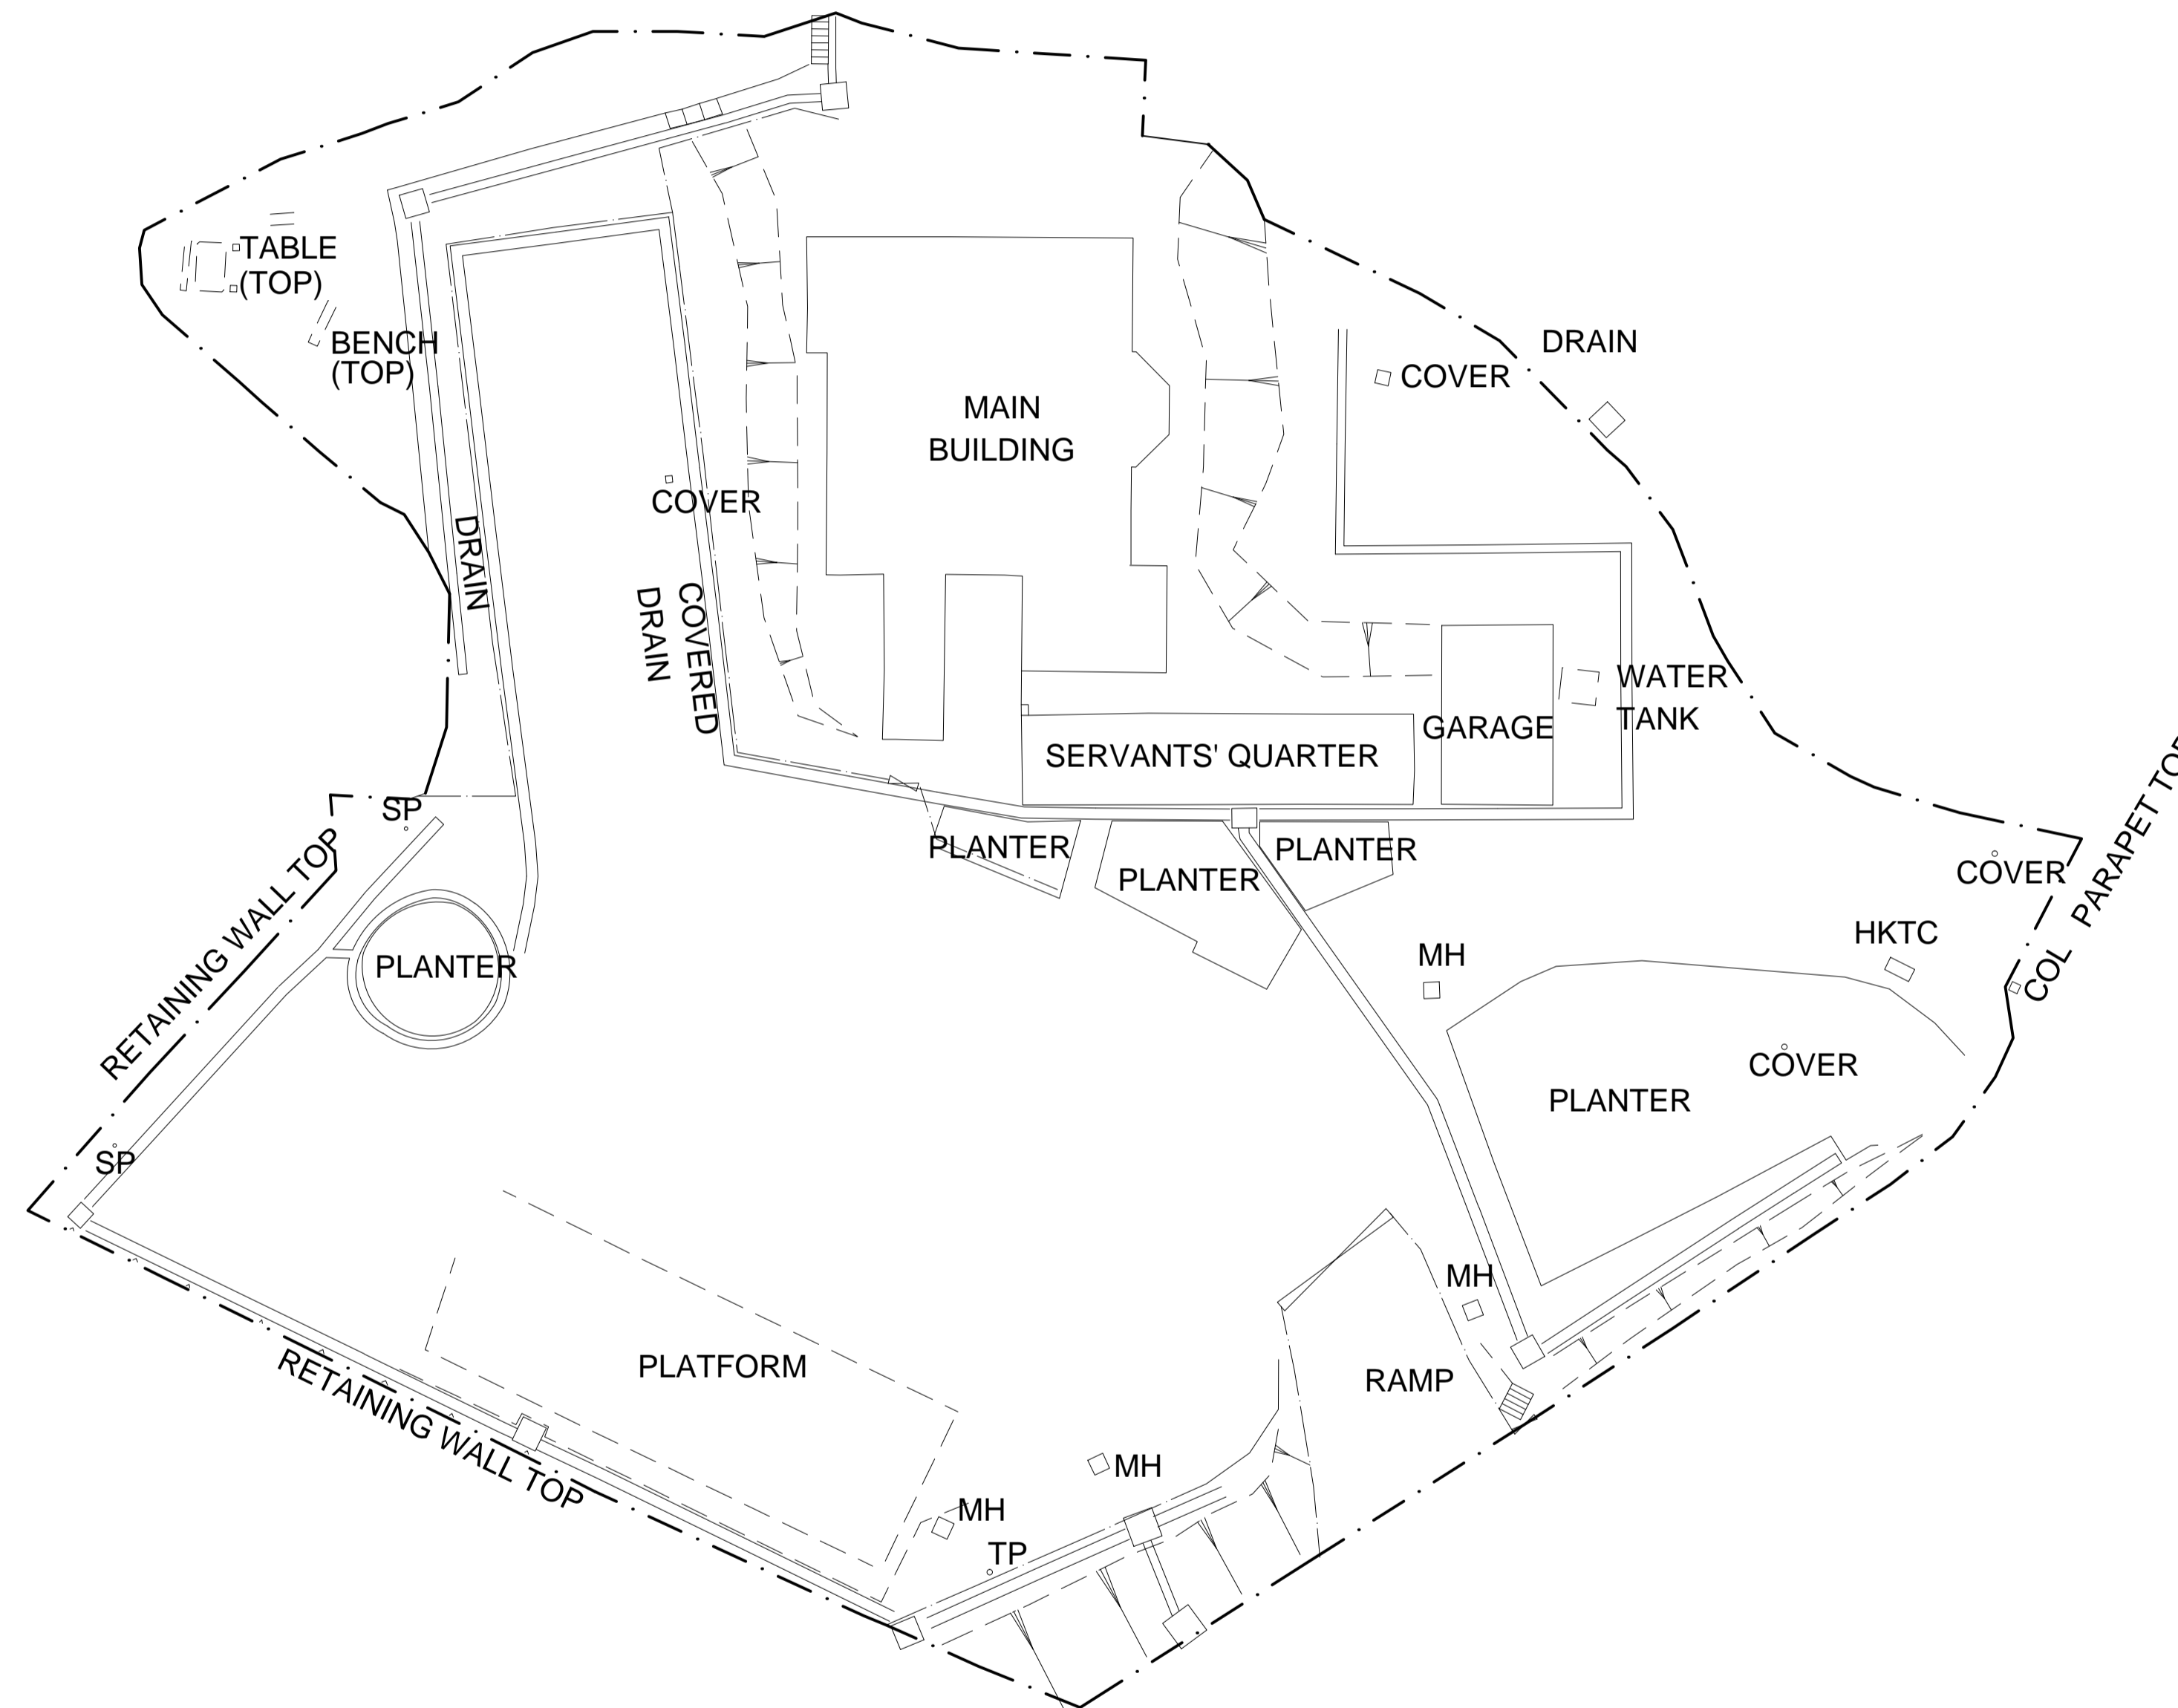 TABLE
(TOP)
BENCH
(TOP)
DRAIN
COVER
MAIN
BUILDING
COVER
DRAIN
COVERED
DRAIN
WATER
TANK
GARAGE
SERVANTS' QUARTER
SP
PLANTER
PLANTER
PLANTER
COVER
PARAPET TOP
COL
HKTC
MH
RETAINING WALL TOP
PLANTER
COVER
PLANTER
SP
MH
PLATFORM
RAMP
RETAINING WALL TOP
MH
MH
TP